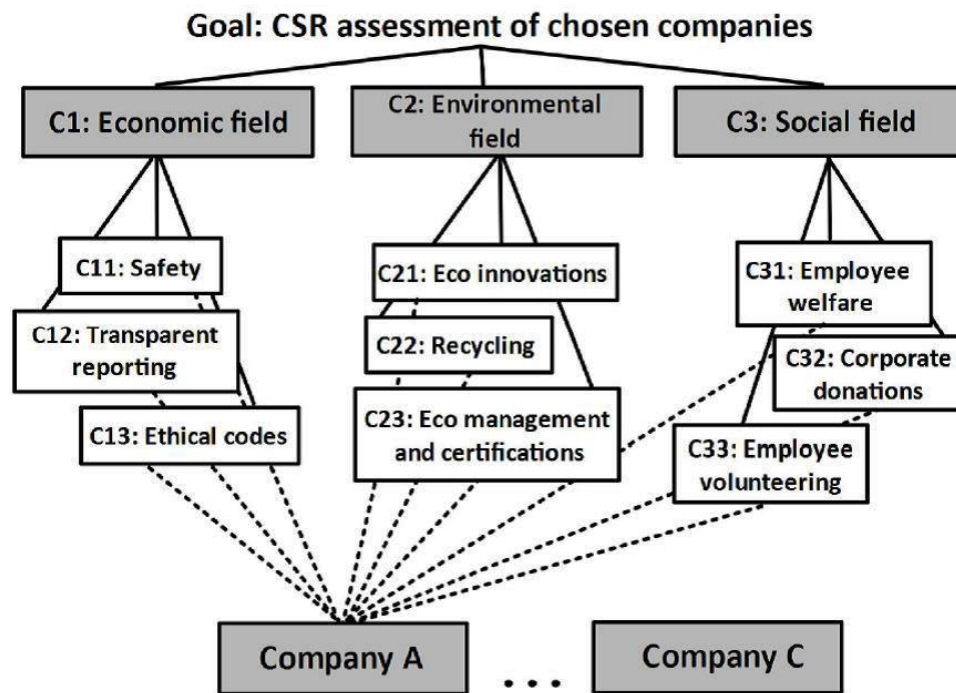 Goal: CSR assessment of chosen companies
C1: Economic field
C2: Environmental
field
C3: Social field
C11: Safety
C12: Transparent
reporting
C13: Ethical codes
C21: Eco innovations
C22: Recycling
C23: Eco management
and certifications
C31: Employee
welfare
C32: Corporate
donations
C33: Employee
volunteering
Company A
...
Company C